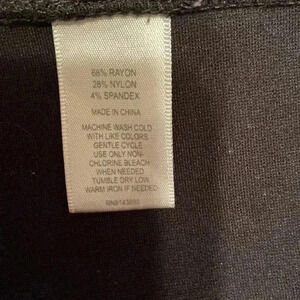 68% RAYON
28% NYLON
4% SPANDEX
MADE IN CHINA
MACHINE WASH COLD
WITH LIKE COLORS
GENTLE CYCLE
USE ONLY NON-
CHLORINE BLEACH
WHEN NEEDED
TUMBLE DRY LOW
WARM IRON IF NEEDED